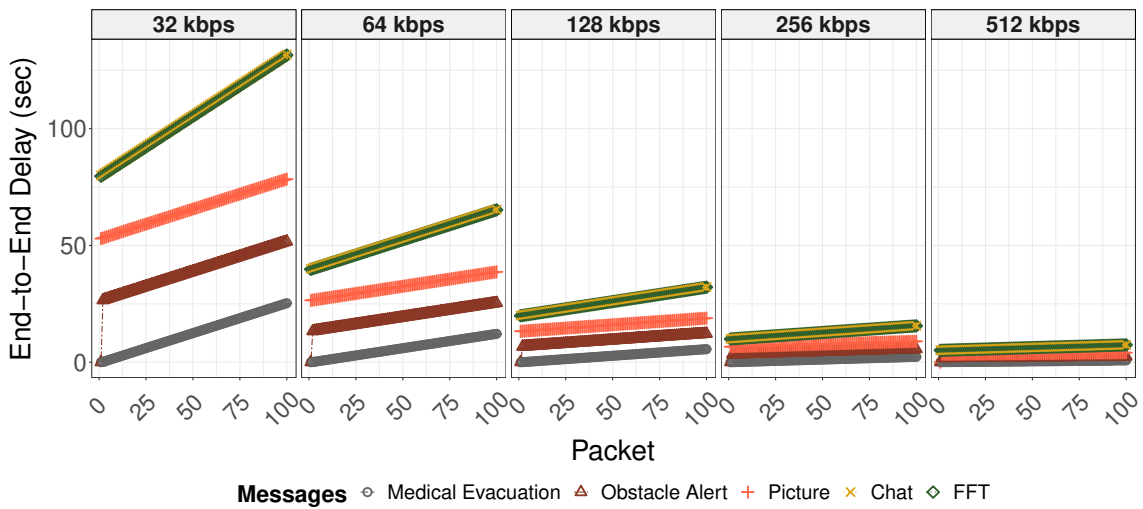 32 kbps 64 kbps 128 kbps 256 kbps 512 kbps
End−to−End Delay (sec)
100
50
0
0 25 50 75 100 0 25 50 75 100 0 25 50 75 100 0 25 50 75 100 0 25 50 75 100
Packet
Messages Medical Evacuation Obstacle Alert Picture Chat FFT